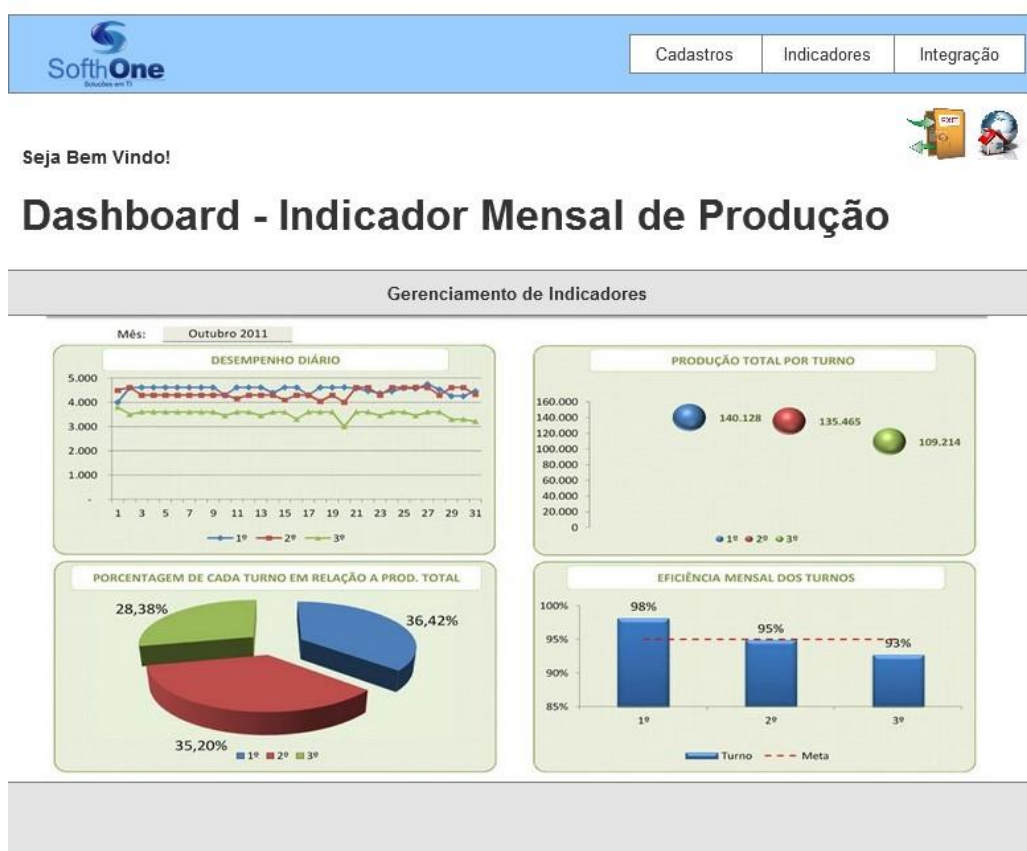 SofthOne
Soluções em TI
Cadastros Indicadores Integração
EXIT
Seja Bem Vindo!
Dashboard - Indicador Mensal de Produção
Gerenciamento de Indicadores
Mês: Outubro 2011
DESEMPENHO DIÁRIO
5.000
4.000
3.000
2.000
1.000
-
1 3 5 7 9 11 13 15 17 19 21 23 25 27 29 31
1º 2º 3º
PRODUÇÃO TOTAL POR TURNO
160.000
140.000
120.000
100.000
80.000
60.000
40.000
20.000
0
140.128
135.465
109.214
1º 2º 3º
PORCENTAGEM DE CADA TURNO EM RELAÇÃO A PROD. TOTAL
28,38%
36,42%
35,20%
1º 2º 3º
EFICIÊNCIA MENSAL DOS TURNOS
100%
95%
90%
85%
98%
95%
93%
1º 2º 3º
Turno Meta